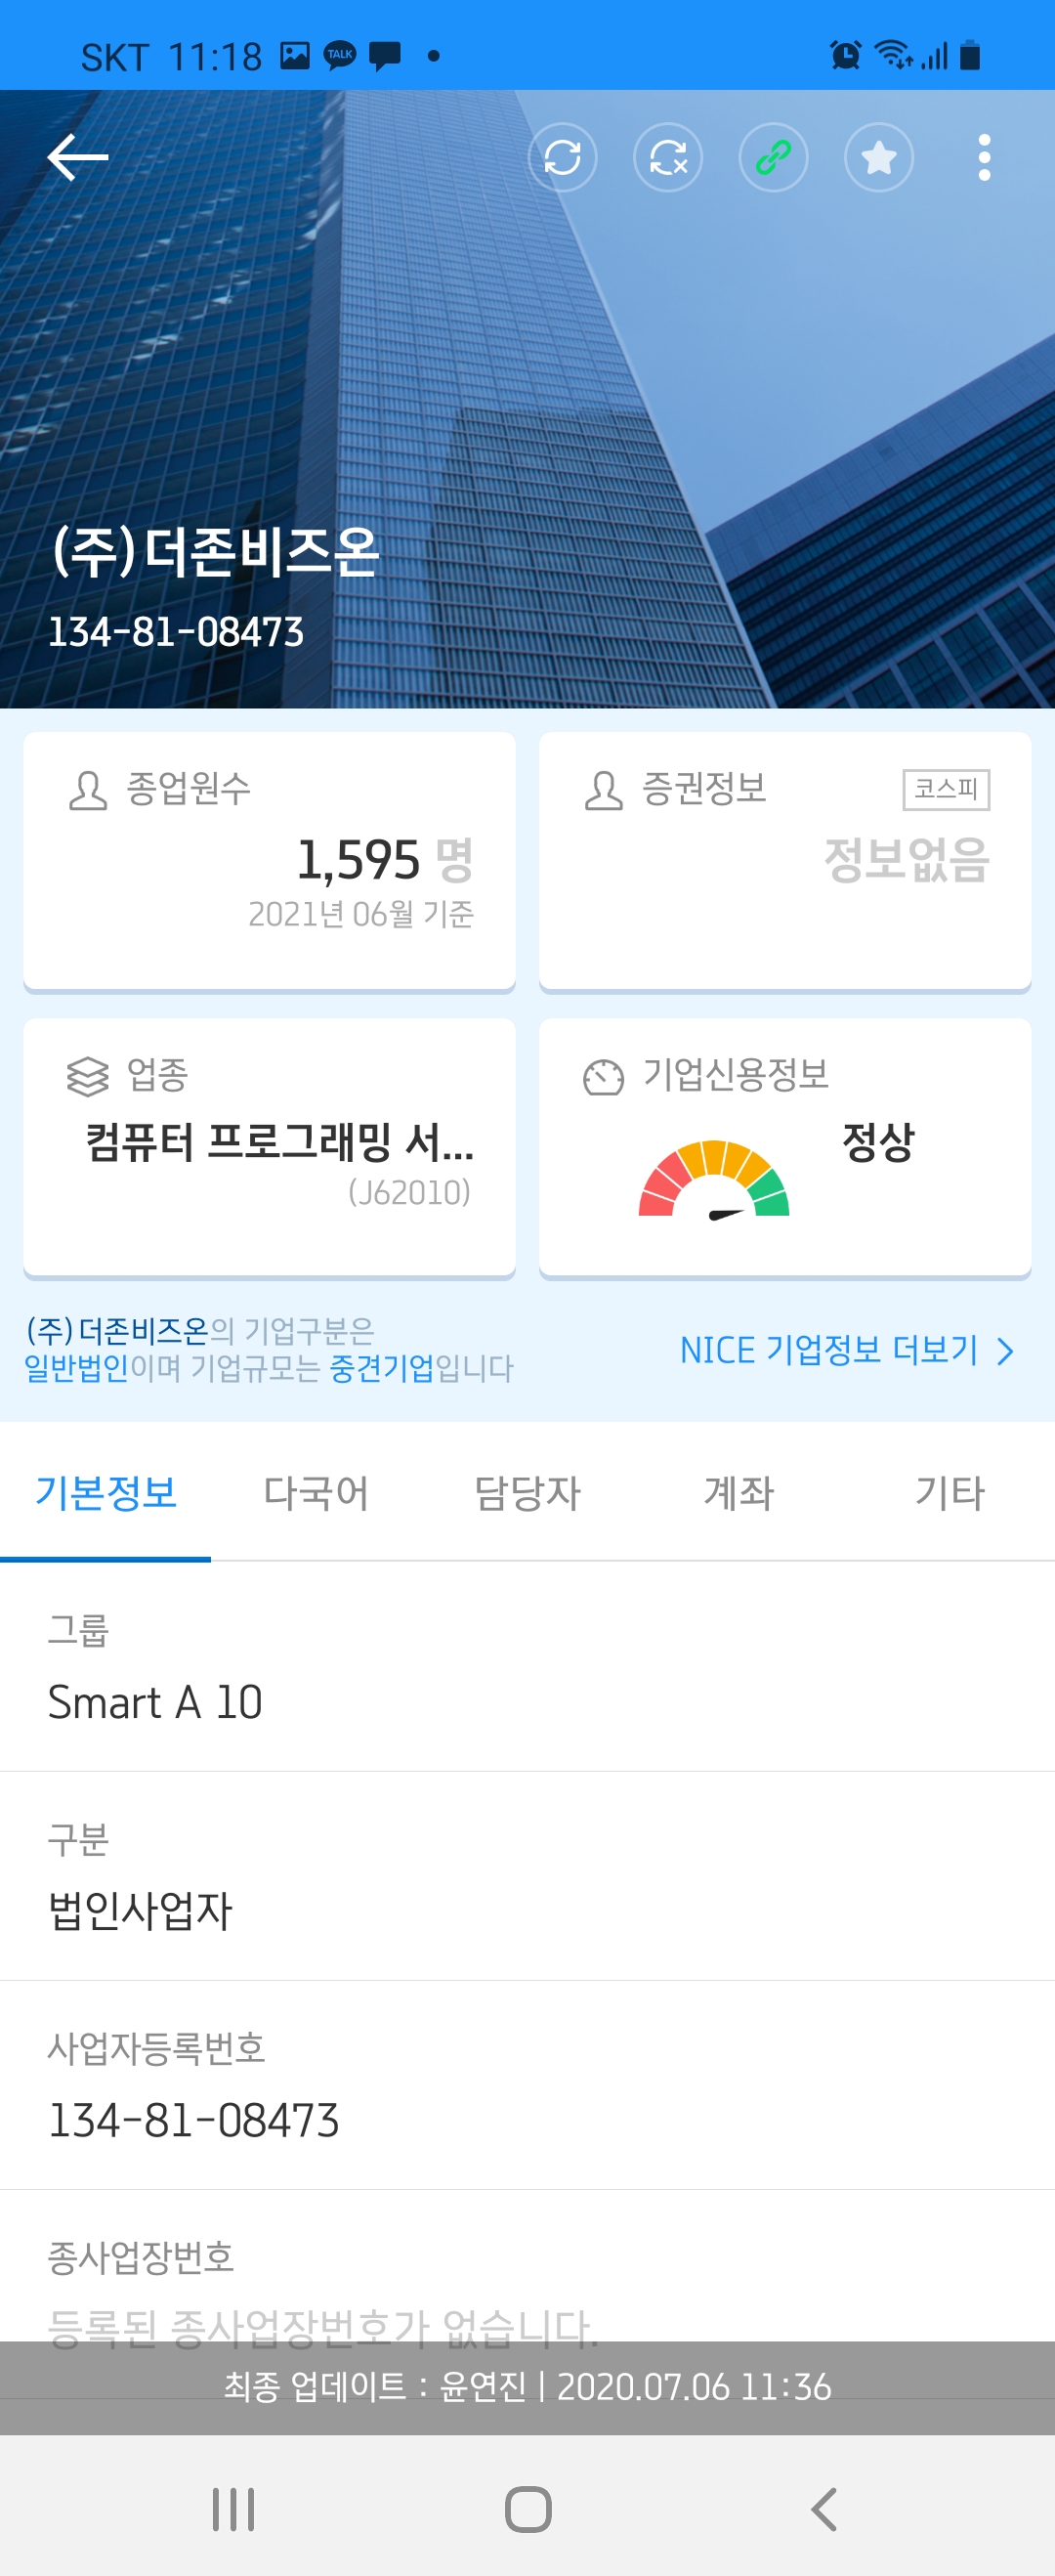 SKT 11:18
TALK
(주)더존비즈온
134-81-08473
종업원수
1,595 명
2021년 06월 기준
증권정보
코스피
정보없음
업종
컴퓨터 프로그래밍 서...
(J62010)
기업신용정보
정상
(주)더존비즈온의 기업구분은
일반법인이며 기업규모는 중견기업입니다
NICE 기업정보 더보기
기본정보 다국어 담당자 계좌 기타
그룹
Smart A 10
구분
법인사업자
사업자등록번호
134-81-08473
종사업장번호
등록된 종사업장번호가 없습니다.
최종 업데이트 : 윤연진 | 2020.07.06 11:36